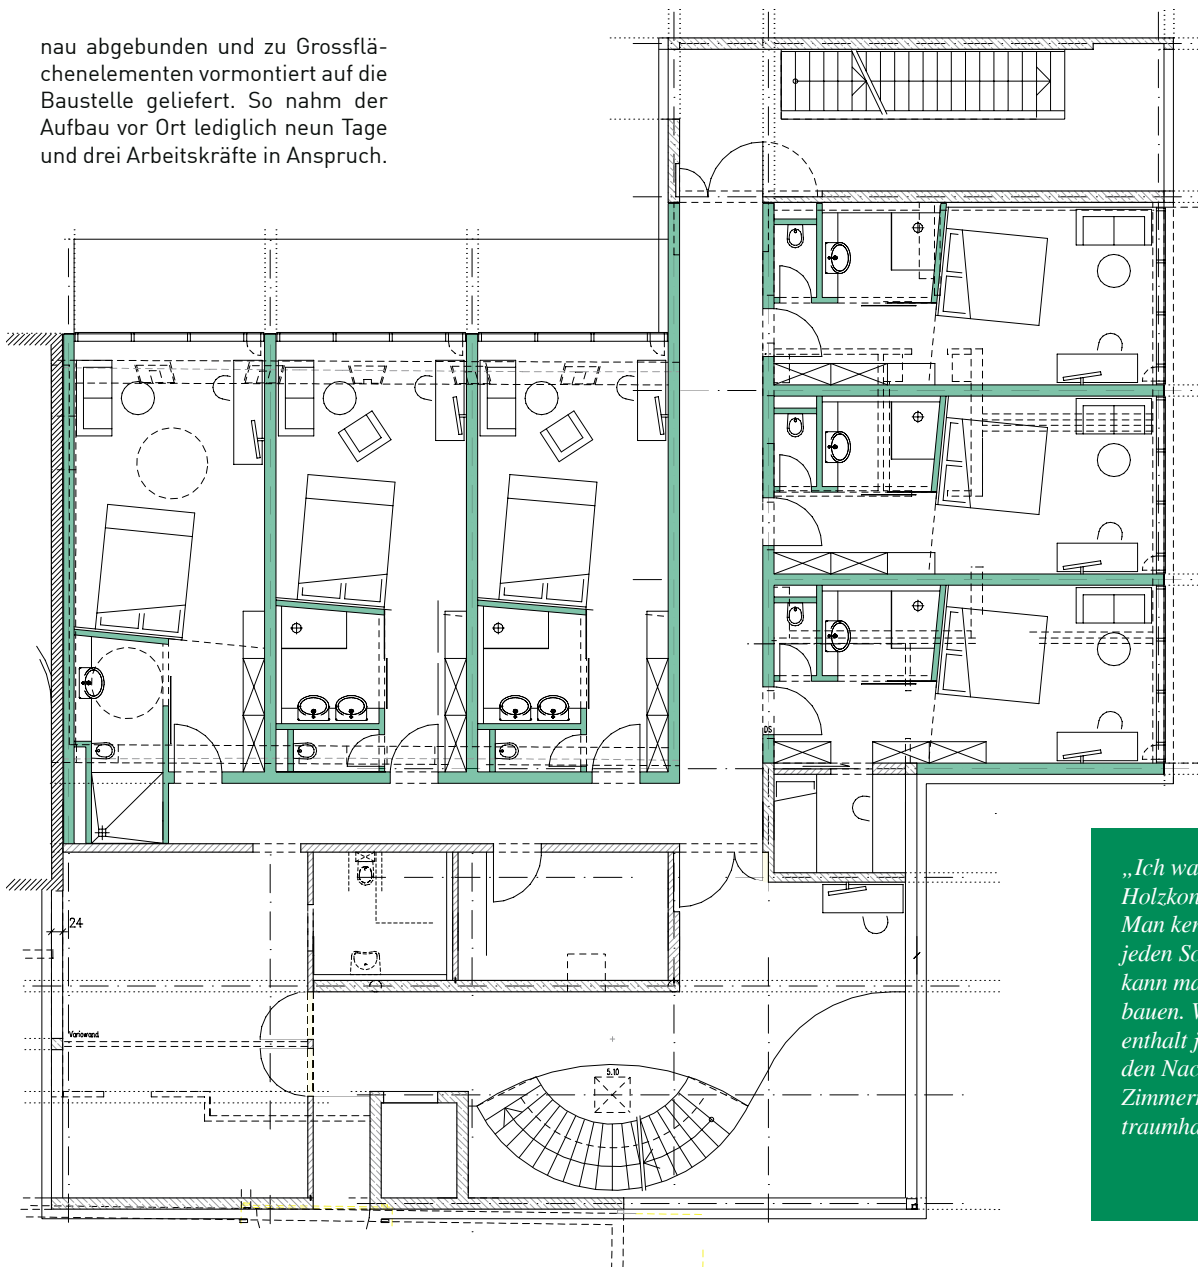 nau abgebunden und zu Grossflä-
chenelementen vormontiert auf die
Baustelle geliefert. So nahm der
Aufbau vor Ort lediglich neun Tage
und drei Arbeitskräfte in Anspruch.
DS
24
Variowand
5.10
„Ich wa
Holzkon
Man ker
jeden So
kann ma
bauen. V
enthalt j
den Nac
Zimmer
traumha